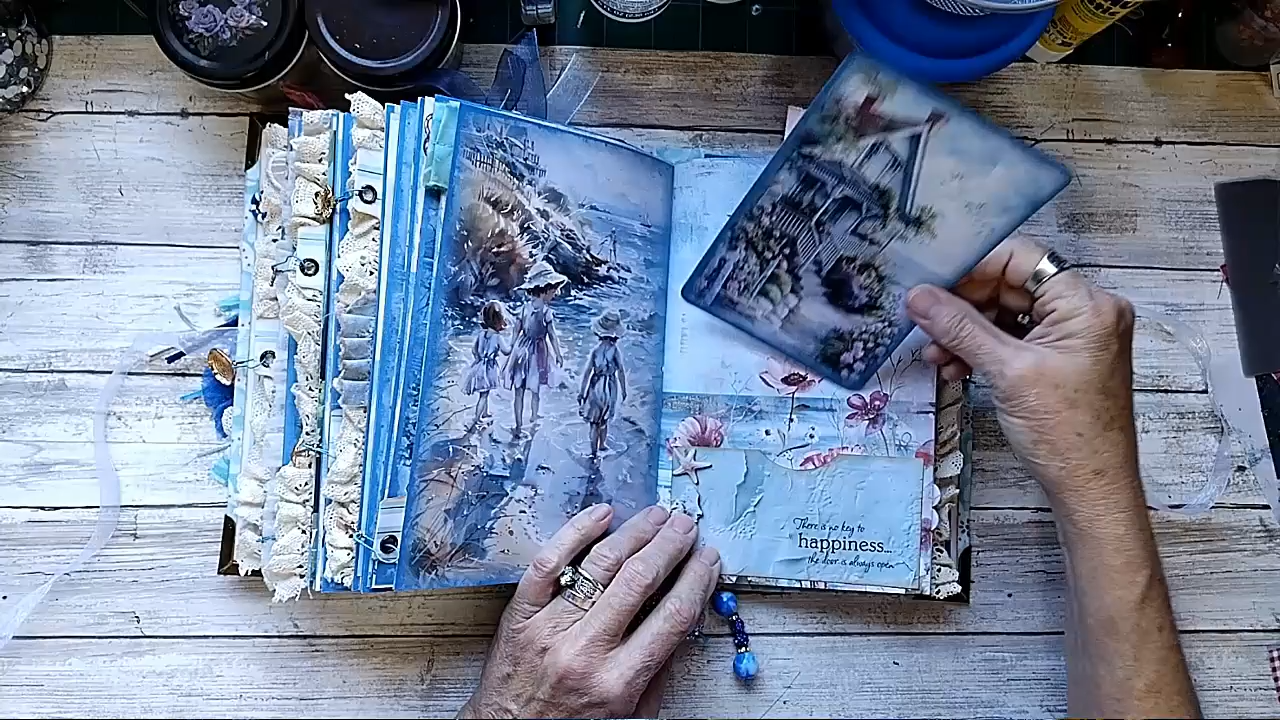 There is no key to
happiness...
the door is always open